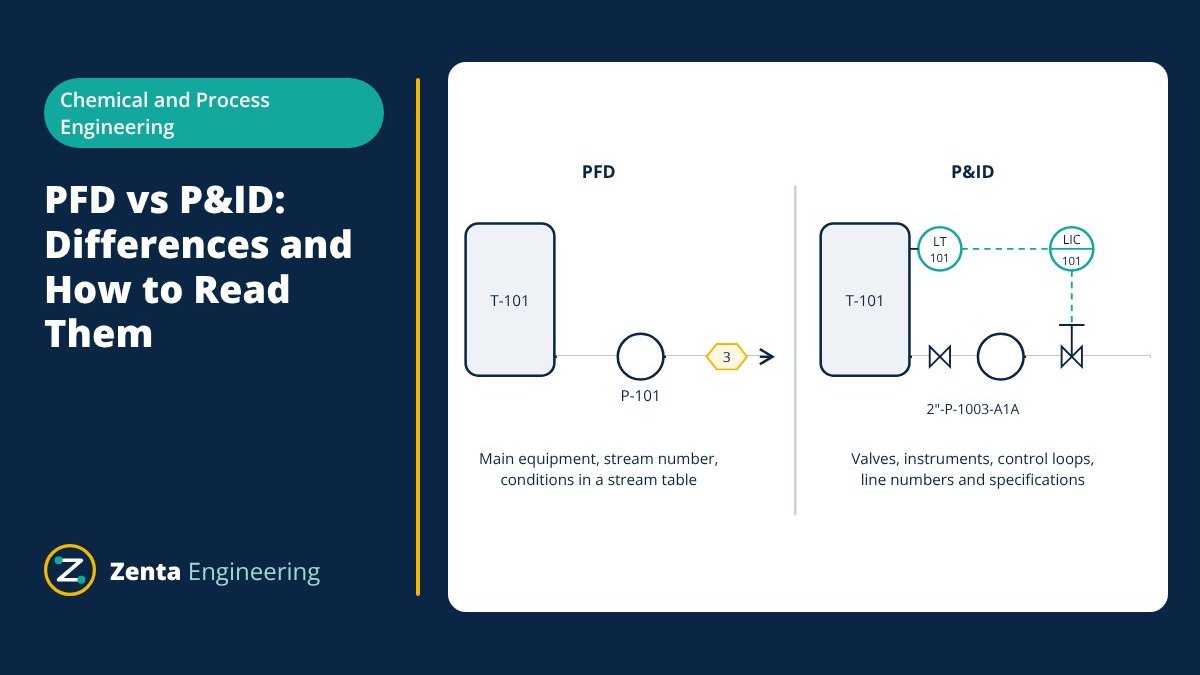 Chemical and Process
Engineering
PFD vs P&ID:
Differences and
How to Read
Them
Zenta Engineering
PFD
T-101
P-101
3
Main equipment, stream number,
conditions in a stream table
P&ID
T-101
LT
101
LIC
101
2"-P-1003-A1A
Valves, instruments, control loops,
line numbers and specifications